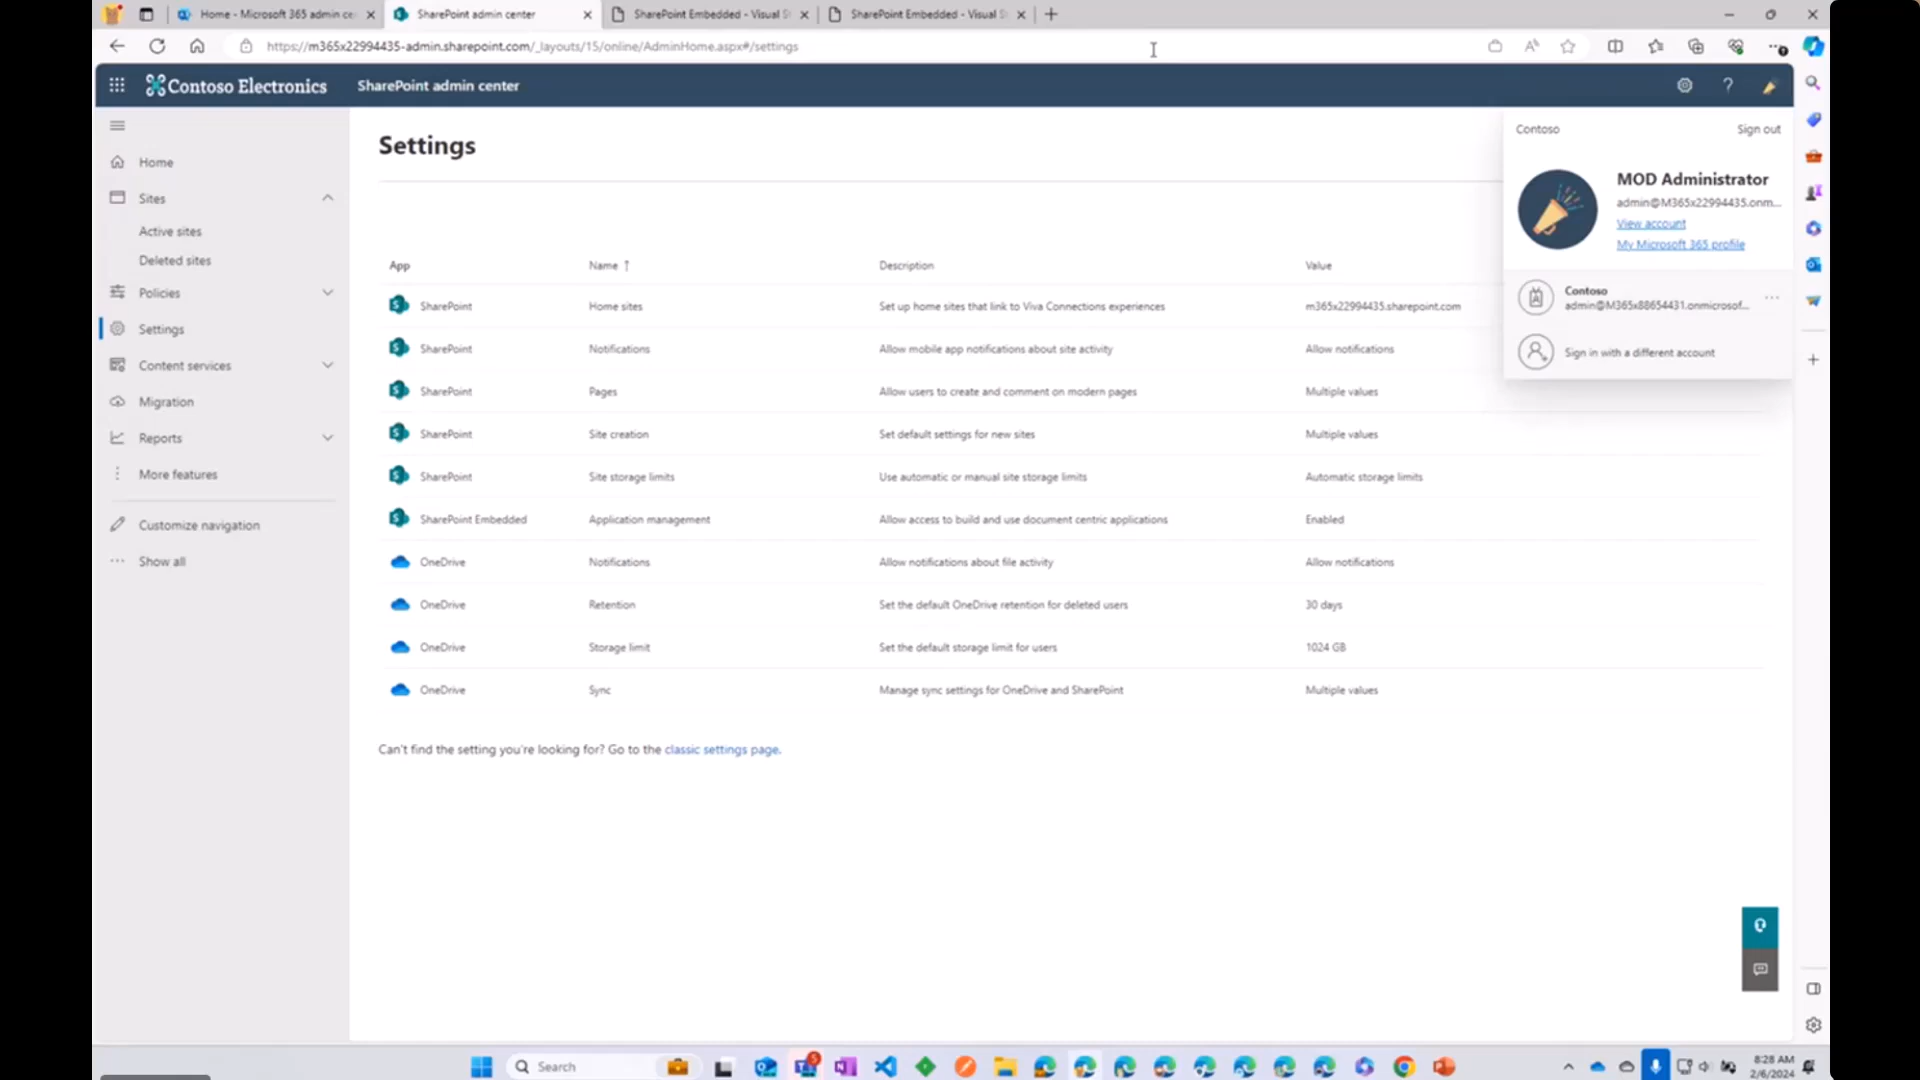 Home - Microsoft 365 admin ce
SharePoint admin center
SharePoint Embedded - Visual S
SharePoint Embedded - Visual S
https://m365x22994435-admin.sharepoint.com/_layouts/15/online/AdminHome.aspx#/settings
Contoso Electronics
SharePoint admin center
?
Home
Sites
Active sites
Deleted sites
Policies
Settings
Content services
Migration
Reports
More features
Customize navigation
Show all
Settings
App Name ↑ Description Value
SharePoint Home sites Set up home sites that link to Viva Connections experiences m365x22994435.sharepoint.com
SharePoint Notifications Allow mobile app notifications about site activity Allow notifications
SharePoint Pages Allow users to create and comment on modern pages Multiple values
SharePoint Site creation Set default settings for new sites Multiple values
SharePoint Site storage limits Use automatic or manual site storage limits Automatic storage limits
SharePoint Embedded Application management Allow access to build and use document centric applications Enabled
OneDrive Notifications Allow notifications about file activity Allow notifications
OneDrive Retention Set the default OneDrive retention for deleted users 30 days
OneDrive Storage limit Set the default storage limit for users 1024 GB
OneDrive Sync Manage sync settings for OneDrive and SharePoint Multiple values
Can't find the setting you're looking for? Go to the classic settings page.
Contoso Sign out
MOD Administrator
admin@M365x22994435.onm...
View account
My Microsoft 365 profile
Contoso
admin@M365x88654431.onmicrosof...
Sign in with a different account
Search
5
8:28 AM
2/6/2024